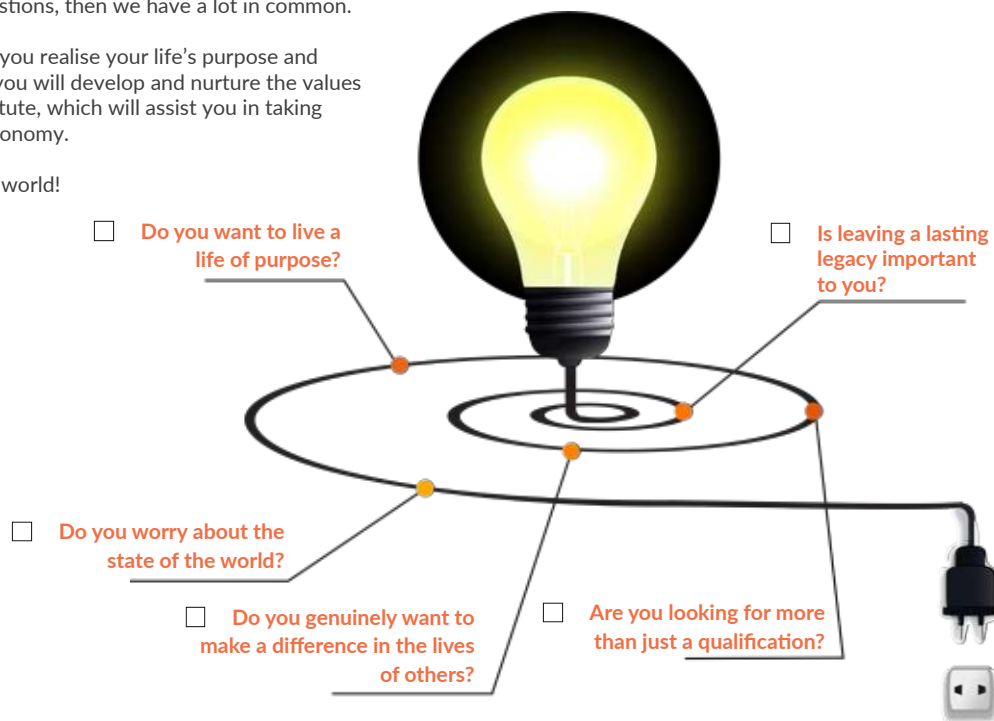 stions, then we have a lot in common.
you realise your life's purpose and
you will develop and nurture the values
tute, which will assist you in taking
onomy.
world!
Do you want to live a
life of purpose?
Is leaving a lasting
legacy important
to you?
Do you worry about the
state of the world?
Do you genuinely want to
make a difference in the lives
of others?
Are you looking for more
than just a qualification?